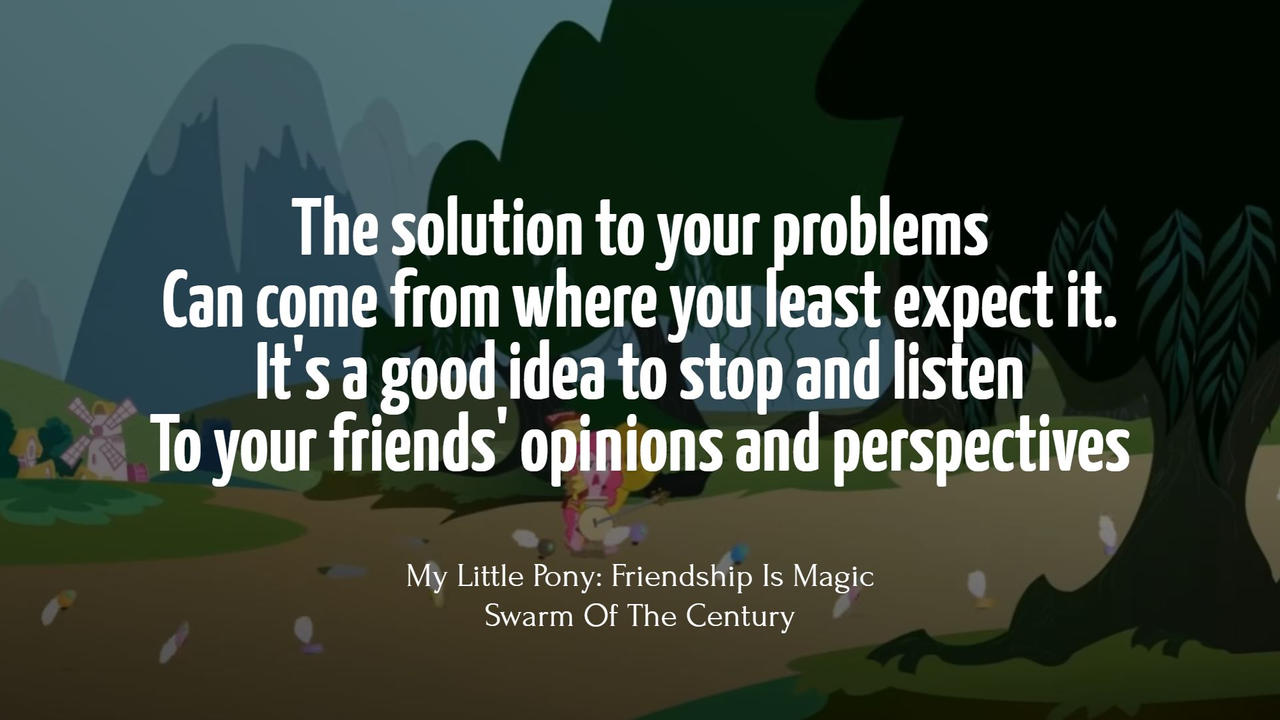 The solution to your problems
Can come from where you least expect it.
It's a good idea to stop and listen
To your friends' opinions and perspectives
My Little Pony: Friendship Is Magic
Swarm Of The Century